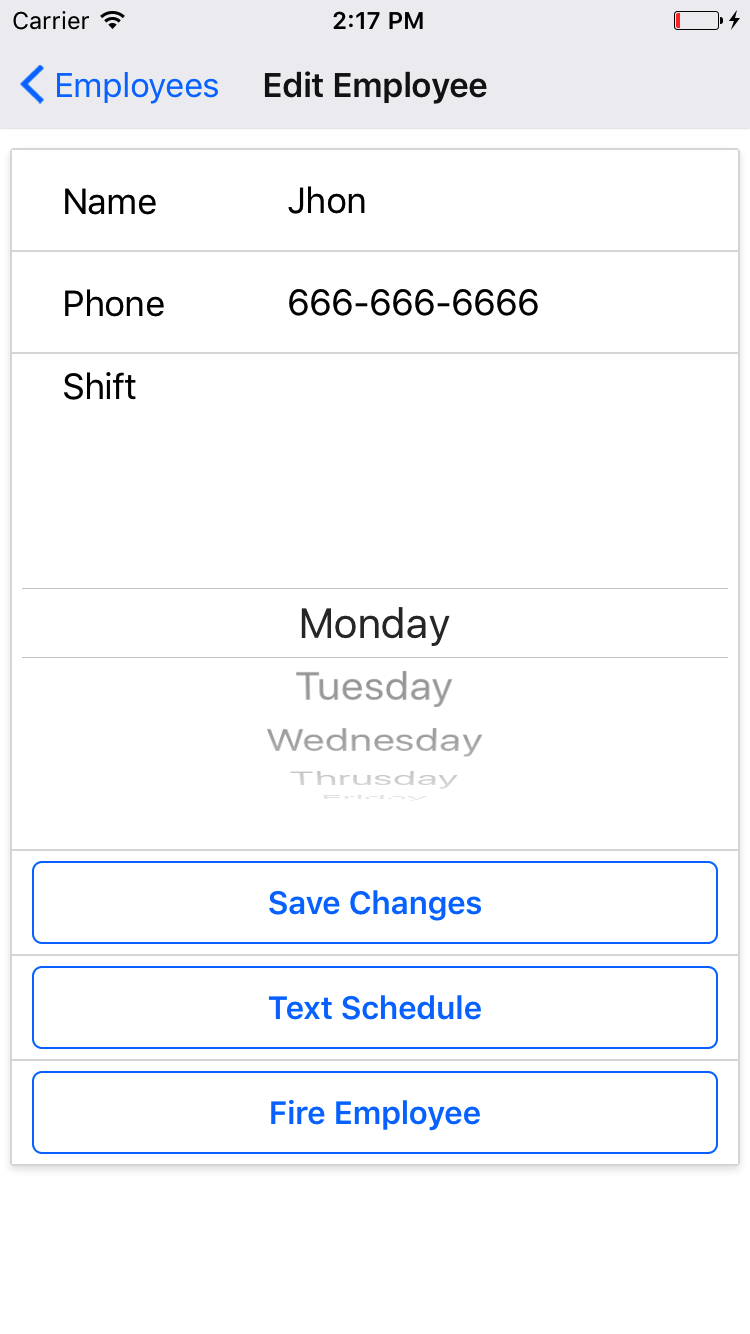 Carrier 2:17 PM
Employees Edit Employee
Name Jhon
Phone 666-666-6666
Shift
Monday
Tuesday
Wednesday
Thrusday
Friday
Save Changes
Text Schedule
Fire Employee